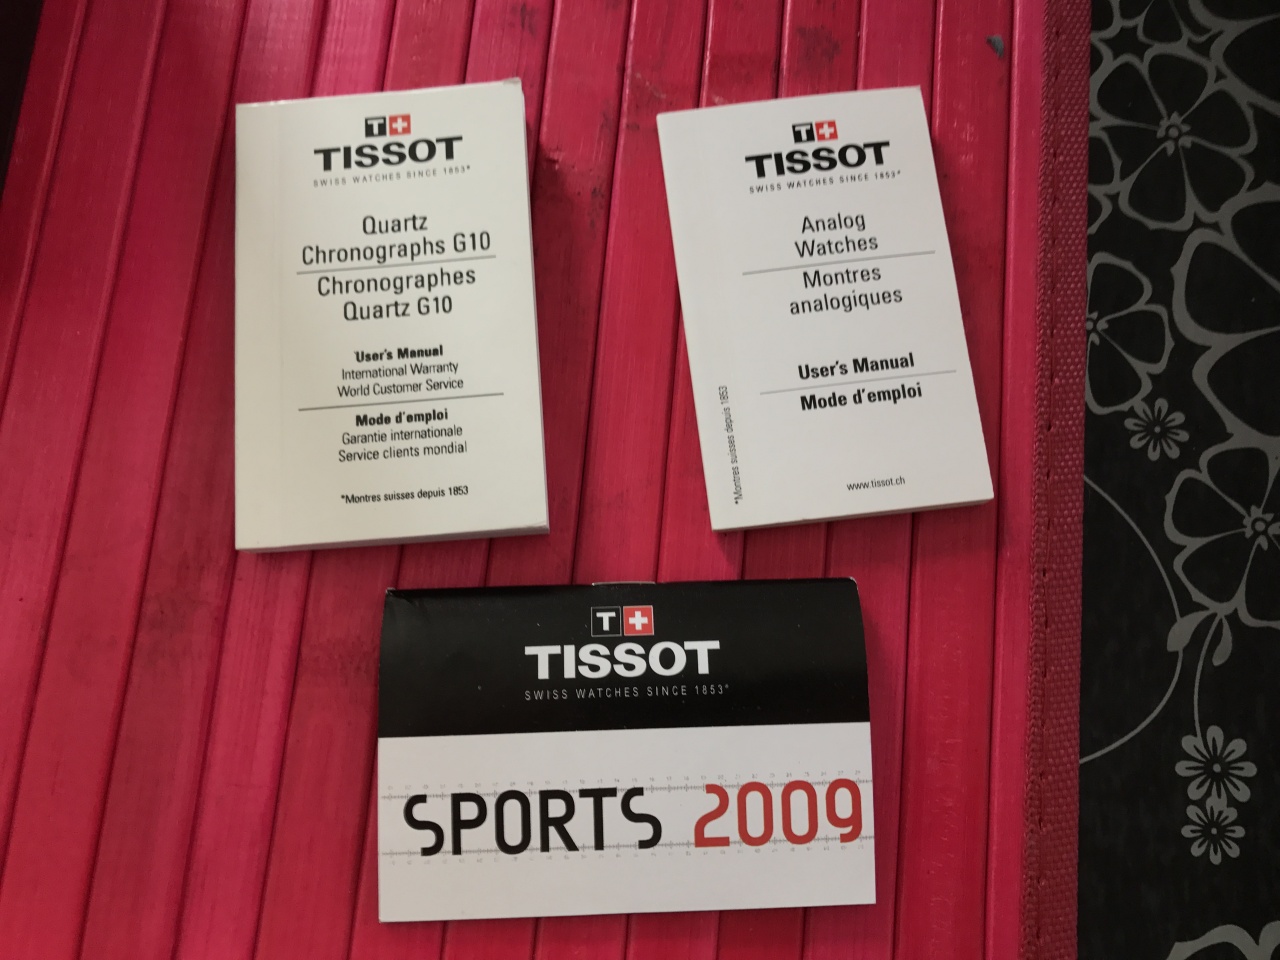 T+
TISSOT
SWISS WATCHES SINCE 1853*
Quartz
Chronographs G10
Chronographes
Quartz G10
User's Manual
International Warranty
World Customer Service
Mode d'emploi
Garantie internationale
Service clients mondial
*Montres suisses depuis 1853
T+
TISSOT
SWISS WATCHES SINCE 1853*
Analog
Watches
Montres
analogiques
User's Manual
Mode d'emploi
*Montres suisses depuis 1853
www.tissot.ch
T+
TISSOT
SWISS WATCHES SINCE 1853*
SPORTS 2009